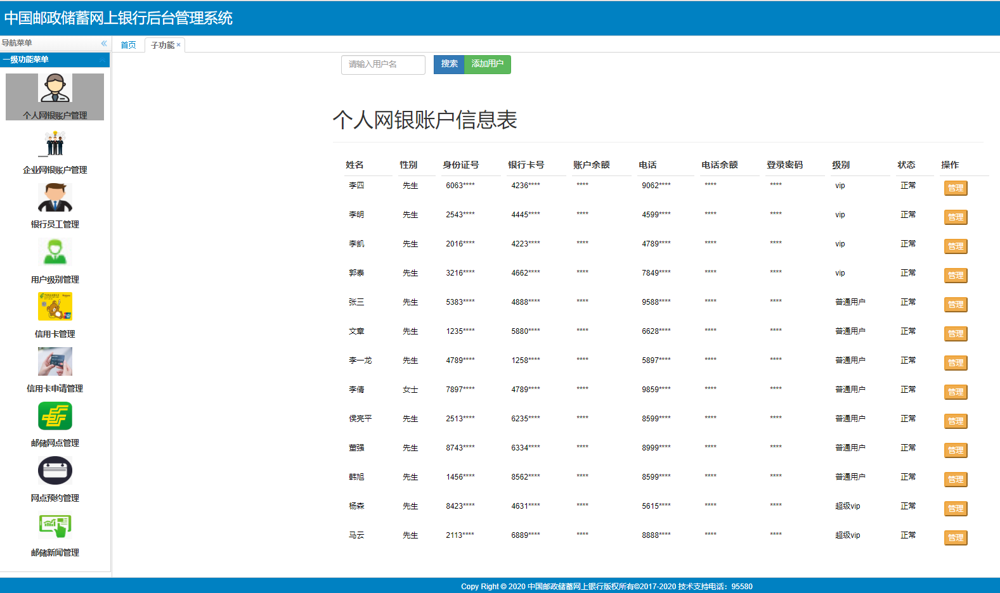 中国邮政储蓄网上银行后台管理系统
导航菜单
首页 子功能
一级功能菜单
请输入用户名 搜索 添加用户
个人网银账户管理
企业网银账户管理
银行员工管理
用户级别管理
信用卡管理
信用卡申请管理
邮储网点管理
网点预约管理
邮储新闻管理
个人网银账户信息表
姓名 性别 身份证号 银行卡号 账户余额 电话 电话余额 登录密码 级别 状态 操作
李四 先生 6063**** 4236**** **** 9062**** **** **** vip 正常 管理
李明 先生 2543**** 4445**** **** 4599**** **** **** vip 正常 管理
李凯 先生 2016**** 4223**** **** 4789**** **** **** vip 正常 管理
郭泰 先生 3216**** 4662**** **** 7849**** **** **** vip 正常 管理
张三 先生 5383**** 4888**** **** 9588**** **** **** 普通用户 正常 管理
文章 先生 1235**** 5880**** **** 6628**** **** **** 普通用户 正常 管理
李一龙 先生 4789**** 1258**** **** 5897**** **** **** 普通用户 正常 管理
李倩 女士 7897**** 4789**** **** 9859**** **** **** 普通用户 正常 管理
侯亮平 先生 2513**** 6235**** **** 8599**** **** **** 普通用户 正常 管理
董强 先生 8743**** 6334**** **** 8999**** **** **** 普通用户 正常 管理
韩旭 先生 1456**** 8562**** **** 8599**** **** **** 普通用户 正常 管理
杨森 先生 8423**** 4631**** **** 5615**** **** **** 超级vip 正常 管理
马云 先生 2113**** 6889**** **** 8888**** **** **** 超级vip 正常 管理
Copy Right © 2020 中国邮政储蓄网上银行版权所有©2017-2020 技术支持电话：95580